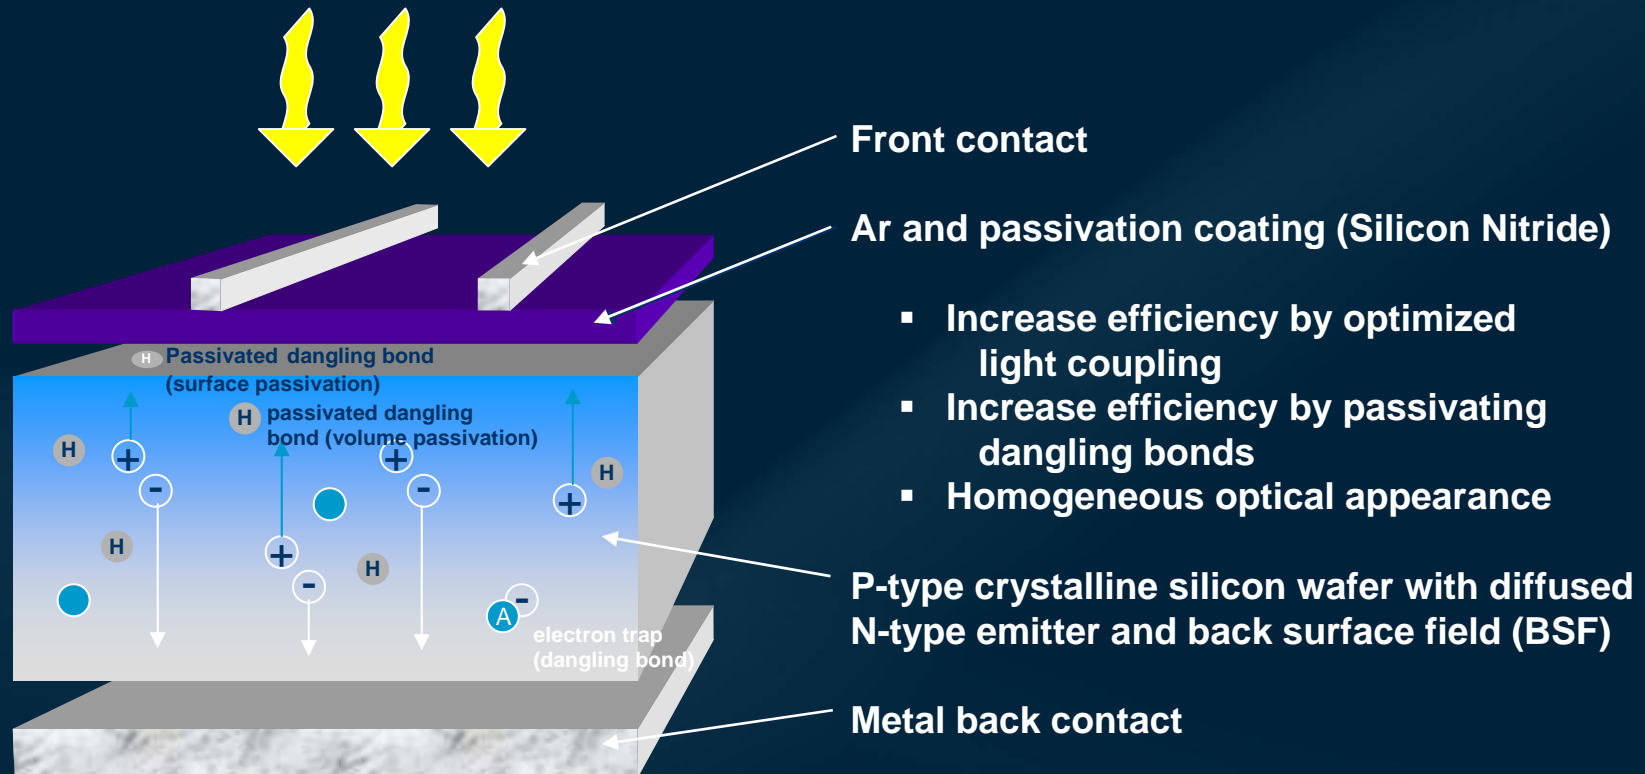 Front contact
Ar and passivation coating (Silicon Nitride)
▪ Increase efficiency by optimized
light coupling
▪ Increase efficiency by passivating
dangling bonds
▪ Homogeneous optical appearance
P-type crystalline silicon wafer with diffused
N-type emitter and back surface field (BSF)
Metal back contact
H Passivated dangling bond
(surface passivation)
H passivated dangling
bond (volume passivation)
H
+
+
-
-
H
+
H
+
H
-
A
-
electron trap
(dangling bond)